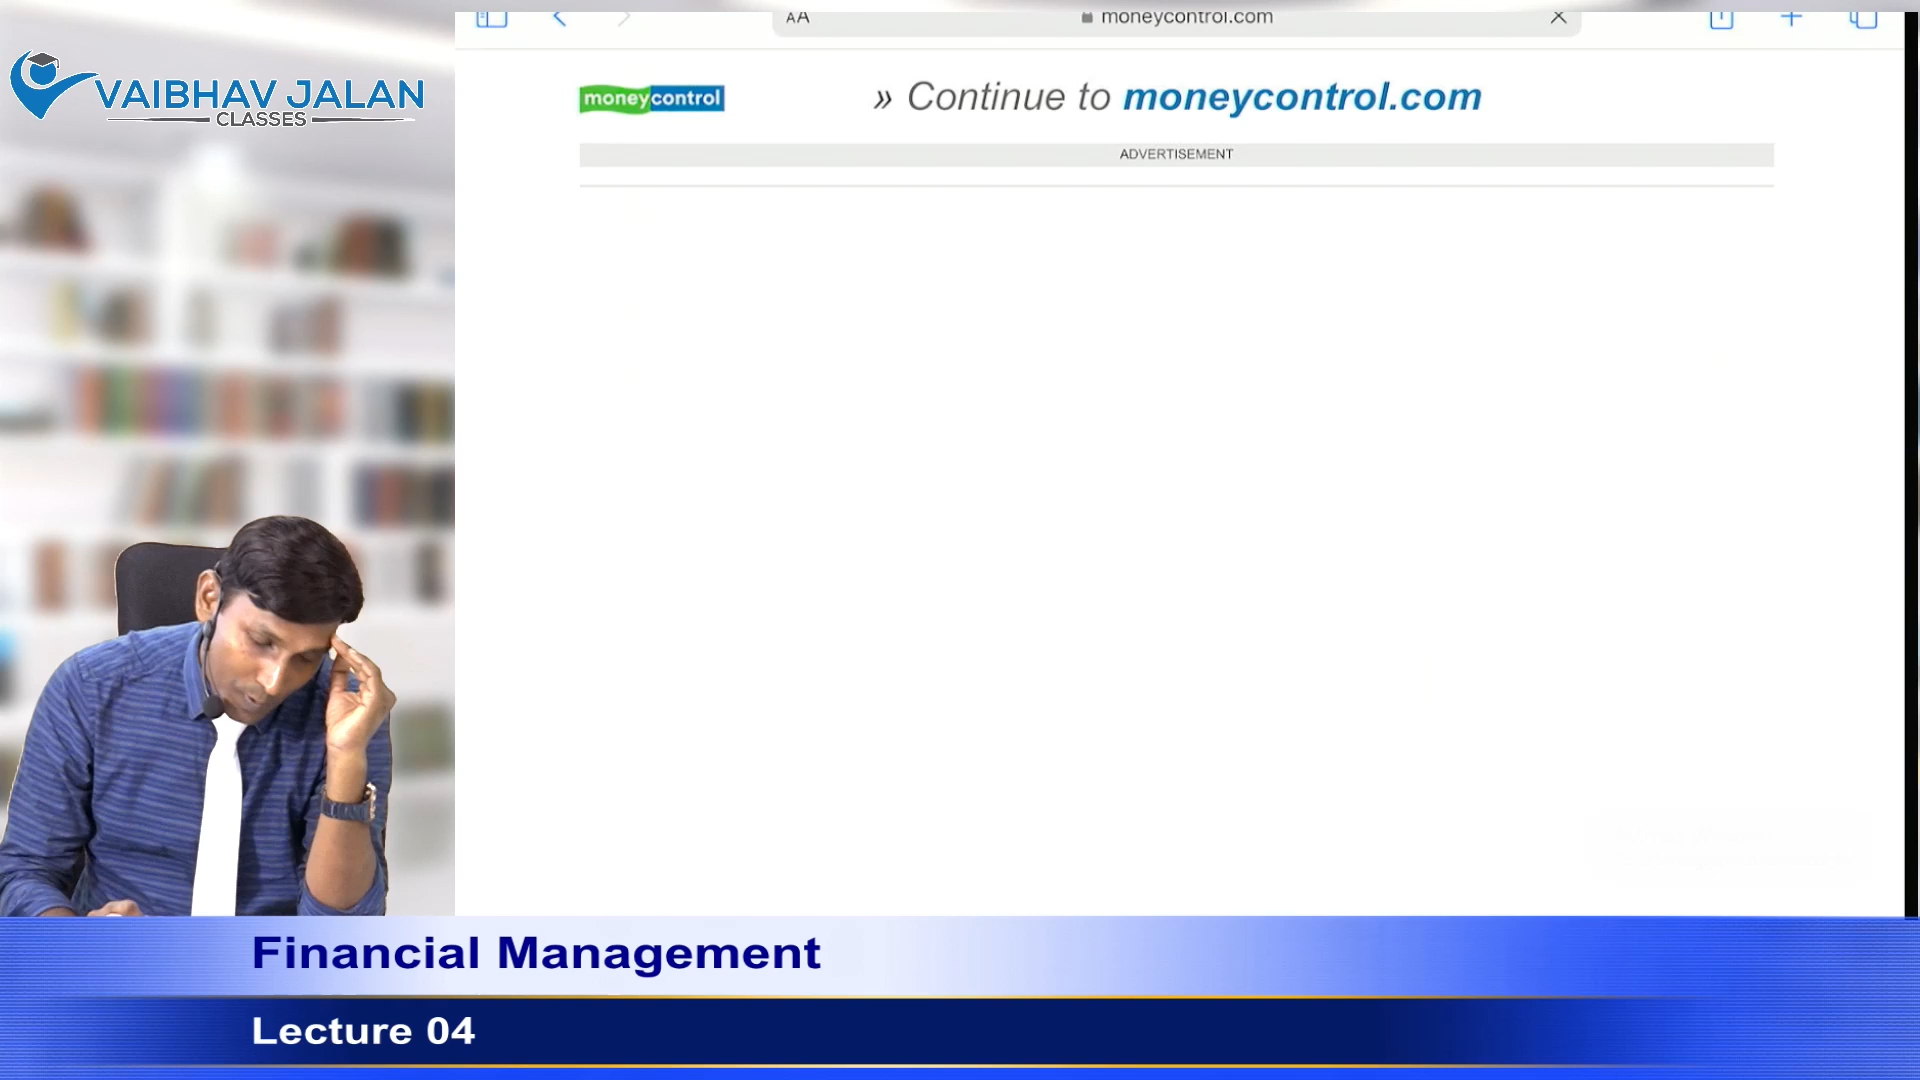 AA
moneycontrol.com
VAIBHAV JALAN
CLASSES
moneycontrol
» Continue to moneycontrol.com
ADVERTISEMENT
Financial Management
Lecture 04